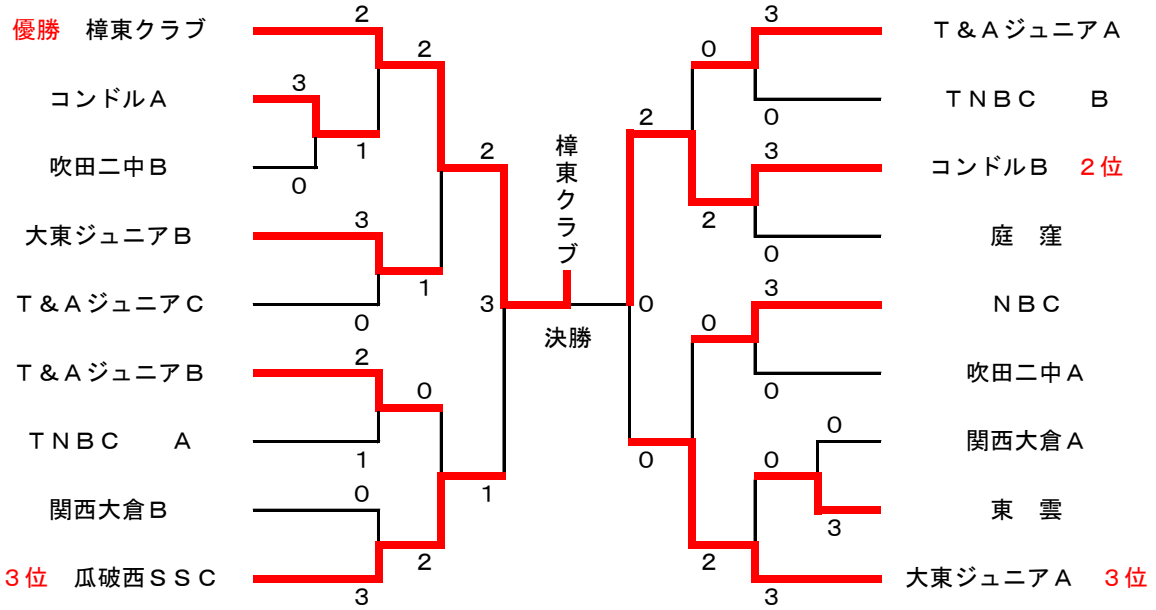 優勝 樟東クラブ
コンドルA
吹田二中B
大東ジュニアB
T&AジュニアC
T&AジュニアB
TNBC A
関西大倉B
3位 瓜破西SSC
2
3
1
0
3
0
2
1
0
3
2
1
0
2
2
1
3
樟東クラブ
決勝
0
2
0
0
2
0
2
3
0
3
0
3
0
0
0
3
3
T&AジュニアA
TNBC B
コンドルB 2位
庭 窪
NBC
吹田二中A
関西大倉A
東 雲
大東ジュニアA 3位